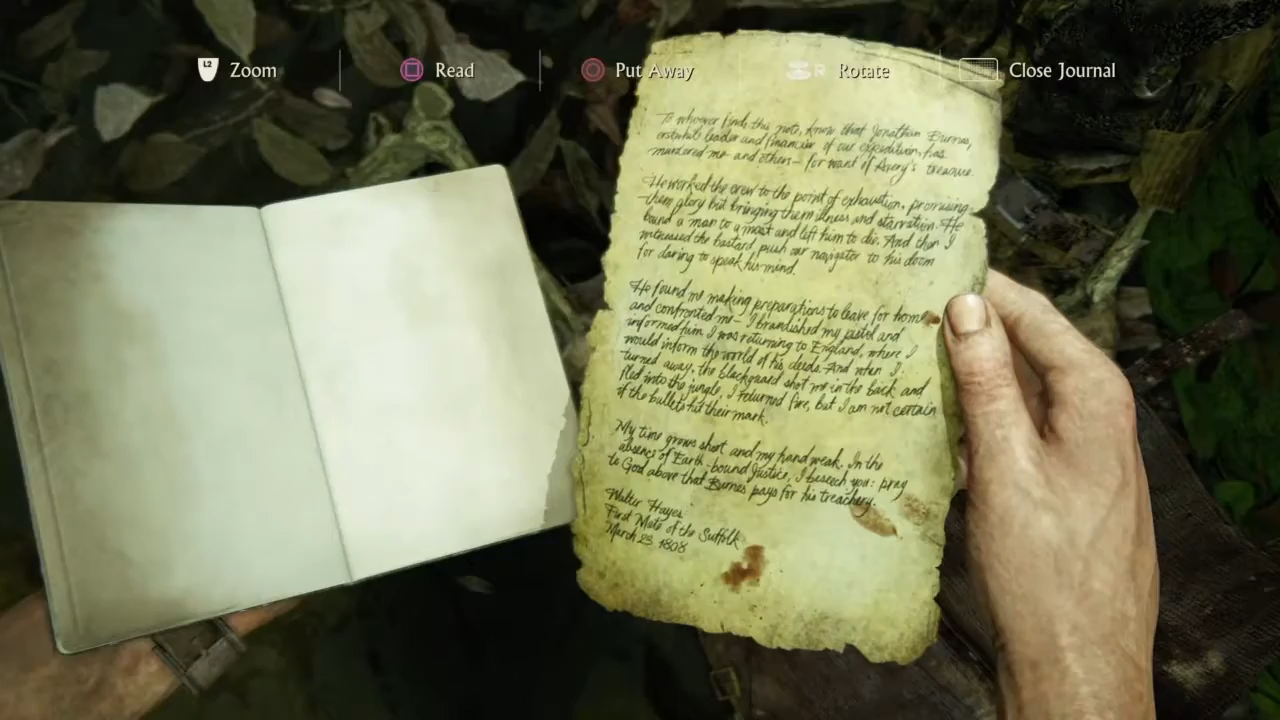 L2 Zoom
Read
Put Away
R Rotate
Close Journal
To whoever finds this note, know that Jonathan Burnes,
erstwhile leader and financier of our expedition, has
murdered me and others - for want of Avery's treasure.
He worked the crew to the point of exhaustion, promising
them glory but bringing them illness and starvation. He
bound a man to a mast and left him to die. And then I
witnessed the bastard push our navigator to his doom
for daring to speak his mind.
He found me making preparations to leave for home
and confronted me - I brandished my pistol and
informed him I was returning to England, where I
would inform the world of his deeds. And when I
turned away, the blackguard shot me in the back and
fled into the jungle. I returned fire, but I am not certain
if the bullets hit their mark.
My time grows short and my hand weak. In the
absence of Earth-bound Justice, I beseech you: pray
to God above that Burnes pays for his treachery.
Walter Hayes
First Mate of the Suffolk
March 23 1808